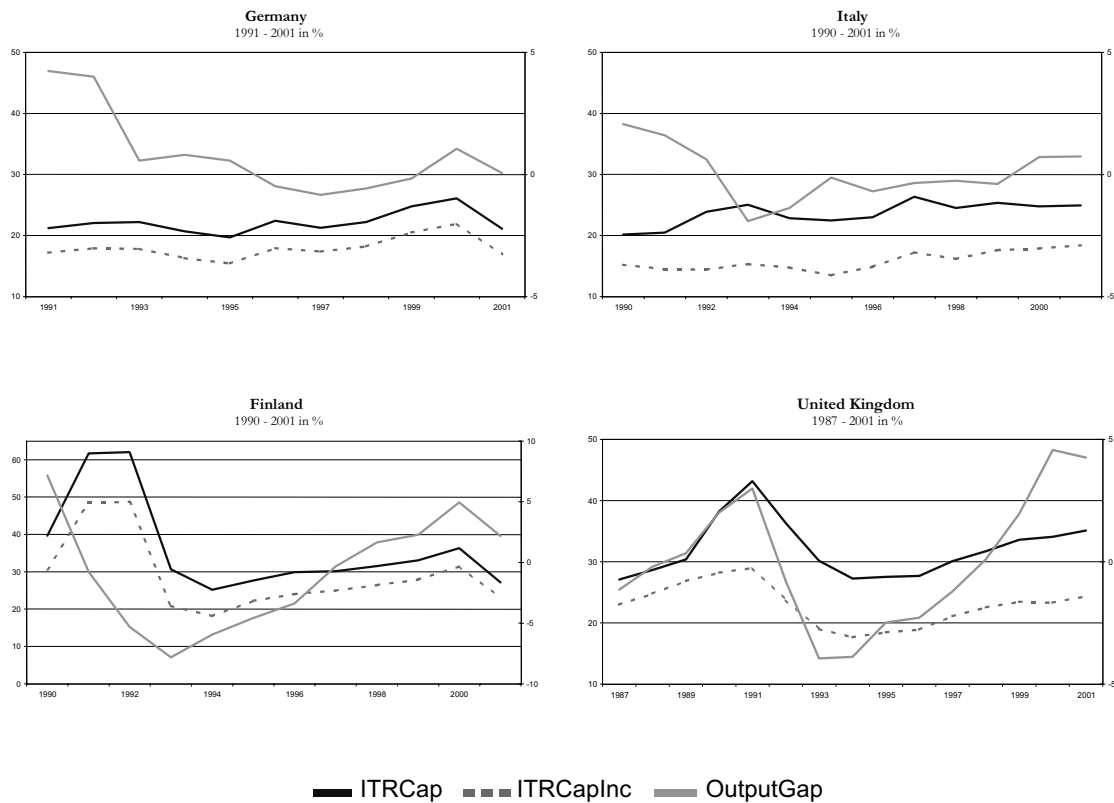 Germany
1991 - 2001 in %
50
40
30
20
10
5
0
-5
1991 1993 1995 1997 1999 2001
Italy
1990 - 2001 in %
50
40
30
20
10
5
0
-5
1990 1992 1994 1996 1998 2000
Finland
1990 - 2001 in %
60
50
40
30
20
10
0
10
5
0
-5
-10
1990 1992 1994 1996 1998 2000
United Kingdom
1987 - 2001 in %
50
40
30
20
10
5
0
-5
1987 1989 1991 1993 1995 1997 1999 2001
ITRCap ITRCapInc OutputGap